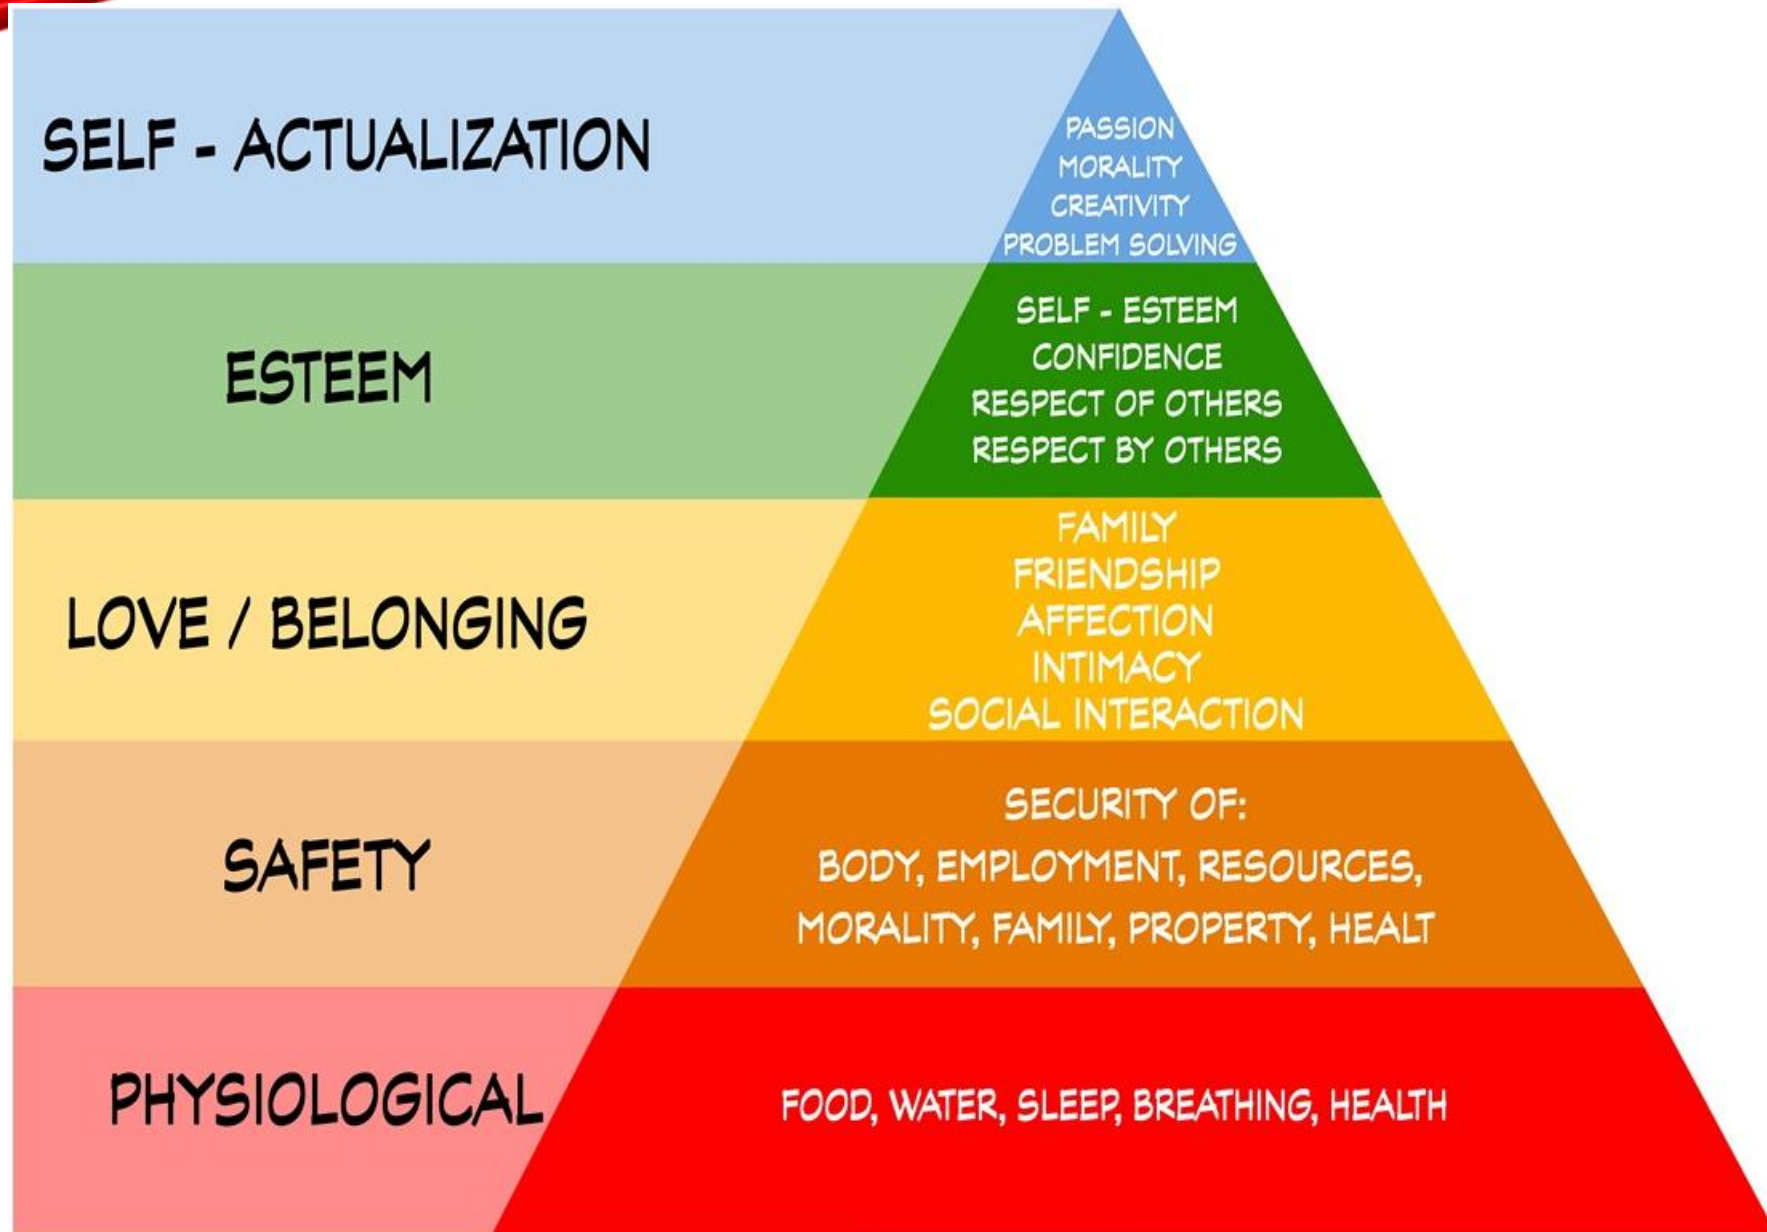 SELF - ACTUALIZATION
PASSION
MORALITY
CREATIVITY
PROBLEM SOLVING
ESTEEM
SELF - ESTEEM
CONFIDENCE
RESPECT OF OTHERS
RESPECT BY OTHERS
LOVE / BELONGING
FAMILY
FRIENDSHIP
AFFECTION
INTIMACY
SOCIAL INTERACTION
SAFETY
SECURITY OF:
BODY, EMPLOYMENT, RESOURCES,
MORALITY, FAMILY, PROPERTY, HEALT
PHYSIOLOGICAL
FOOD, WATER, SLEEP, BREATHING, HEALTH